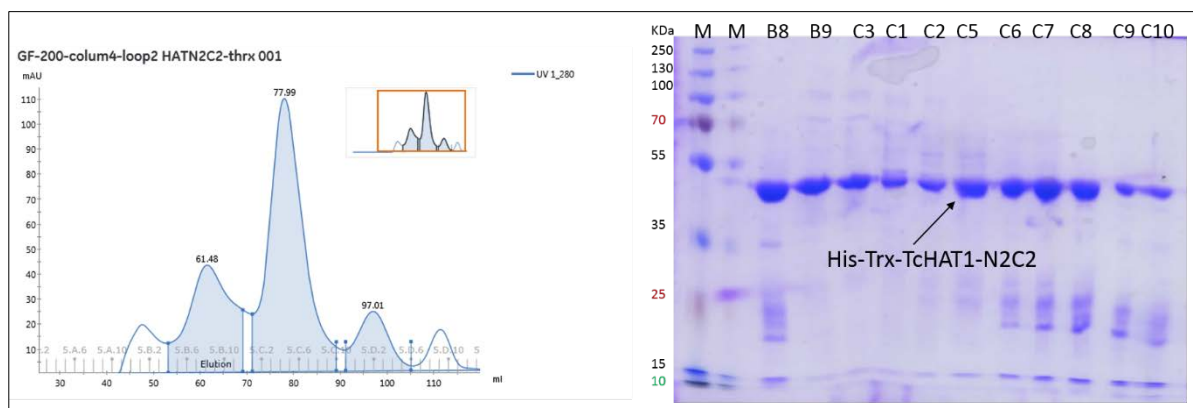 GF-200-colum4-loop2 HATN2C2-thrx 001
mAU
UV 1_280
110
100
90
80
70
60
50
40
30
20
10
77.99
61.48
97.01
5.A.6 5.A.10 5.B.2 5.B.6 5.B.10 5.C.2 5.C.6 5.D.2 5.D.10
Elution
30 40 50 60 70 80 90 100 110 ml
KDa M M B8 B9 C3 C1 C2 C5 C6 C7 C8 C9 C10
250
130
100
70
55
35
25
15
10
His-Trx-TcHAT1-N2C2